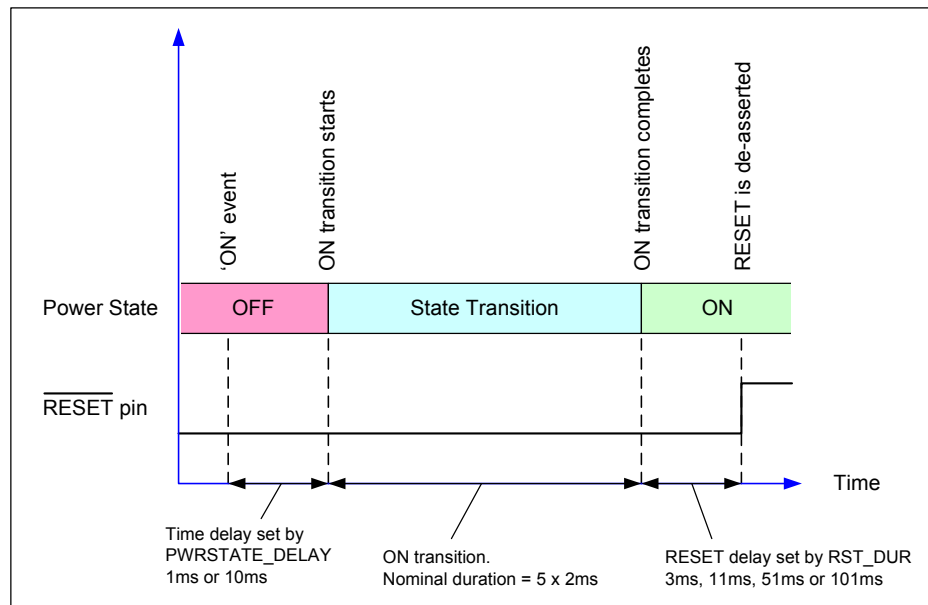 ‘ON’ event
ON transition starts
ON transition completes
RESET is de-asserted
Power State
OFF
State Transition
ON
RESET pin
Time
Time delay set by
PWRSTATE_DELAY
1ms or 10ms
ON transition.
Nominal duration = 5 x 2ms
RESET delay set by RST_DUR
3ms, 11ms, 51ms or 101ms